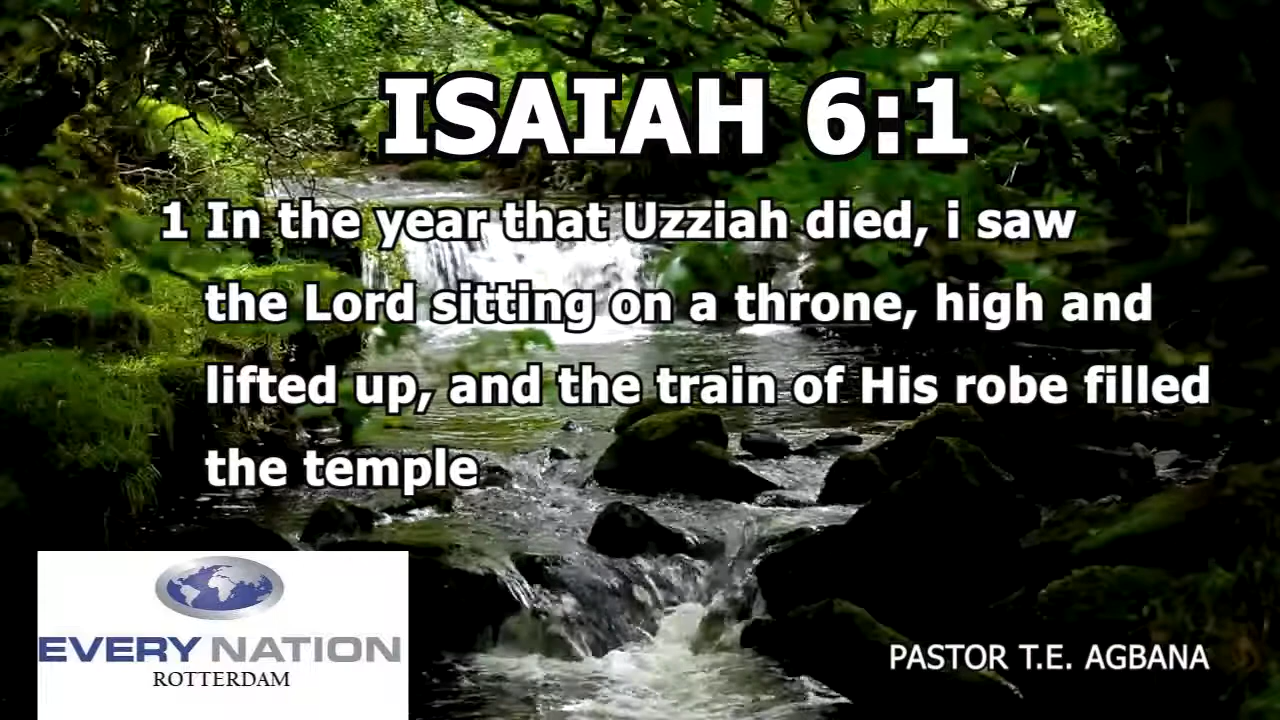 ISAIAH 6:1
1 In the year that Uzziah died, i saw
the Lord sitting on a throne, high and
lifted up, and the train of His robe filled
the temple
EVERY NATION
ROTTERDAM
PASTOR T.E. AGBANA